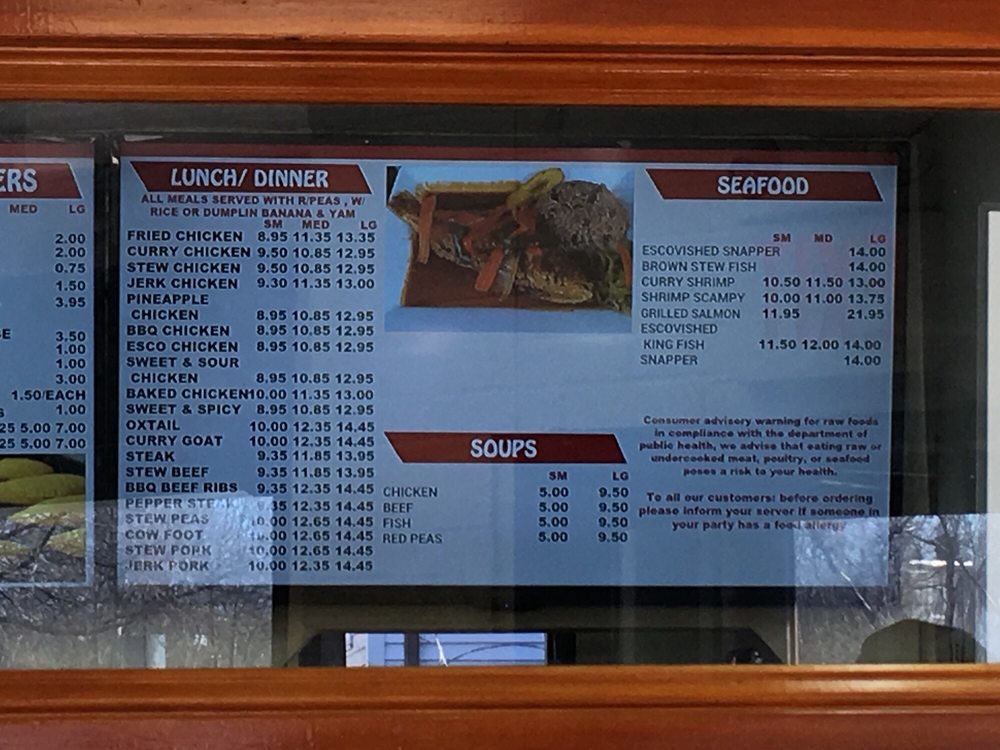 ERS
MED LG
2.00
2.00
0.75
1.50
3.95
SE 3.50
1.00
1.00
3.00
1.50/EACH
S 1.00
25 5.00 7.00
25 5.00 7.00
LUNCH/ DINNER
ALL MEALS SERVED WITH R/PEAS , W/
RICE OR DUMPLIN BANANA & YAM
SM MED LG
FRIED CHICKEN 8.95 11.35 13.35
CURRY CHICKEN 9.50 10.85 12.95
STEW CHICKEN 9.50 10.85 12.95
JERK CHICKEN 9.30 11.35 13.00
PINEAPPLE
CHICKEN 8.95 10.85 12.95
BBQ CHICKEN 8.95 10.85 12.95
ESCO CHICKEN 8.95 10.85 12.95
SWEET & SOUR
CHICKEN 8.95 10.85 12.95
BAKED CHICKEN 10.00 11.35 13.00
SWEET & SPICY 8.95 10.85 12.95
OXTAIL 10.00 12.35 14.45
CURRY GOAT 10.00 12.35 14.45
STEAK 9.35 11.85 13.95
STEW BEEF 9.35 11.85 13.95
BBQ BEEF RIBS 9.35 12.35 14.45
PEPPER STEAK 9.35 12.35 14.45
STEW PEAS 10.00 12.65 14.45
COW FOOT 10.00 12.65 14.45
STEW PORK 10.00 12.65 14.45
JERK PORK 10.00 12.35 14.45
SOUPS
SM LG
CHICKEN 5.00 9.50
BEEF 5.00 9.50
FISH 5.00 9.50
RED PEAS 5.00 9.50
SEAFOOD
SM MD LG
ESCOVISHED SNAPPER 14.00
BROWN STEW FISH 14.00
CURRY SHRIMP 10.50 11.50 13.00
SHRIMP SCAMPY 10.00 11.00 13.75
GRILLED SALMON 11.95 21.95
ESCOVISHED
KING FISH 11.50 12.00 14.00
SNAPPER 14.00
Consumer advisory warning for raw foods
in compliance with the department of
public health, we advise that eating raw or
undercooked meat, poultry, or seafood
poses a risk to your health.
To all our customers: before ordering
please inform your server if someone in
your party has a food allergy